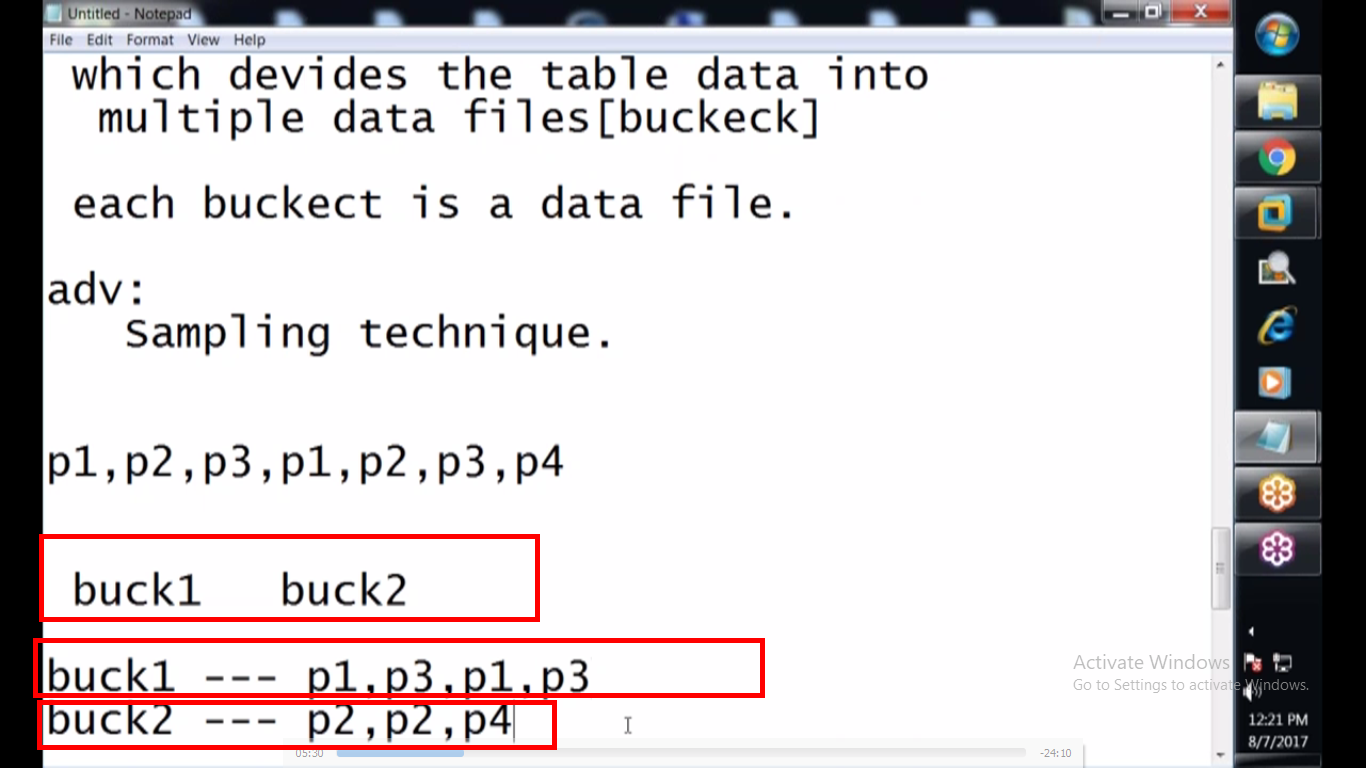 Untitled - Notepad
File Edit Format View Help
which devides the table data into
multiple data files[buckeck]
each buckect is a data file.
adv:
Sampling technique.
p1,p2,p3,p1,p2,p3,p4
buck1 buck2
buck1 --- p1,p3,p1,p3
buck2 --- p2,p2,p4
Activate Windows
Go to Settings to activate Windows.
12:21 PM
8/7/2017
05:30 -24:10